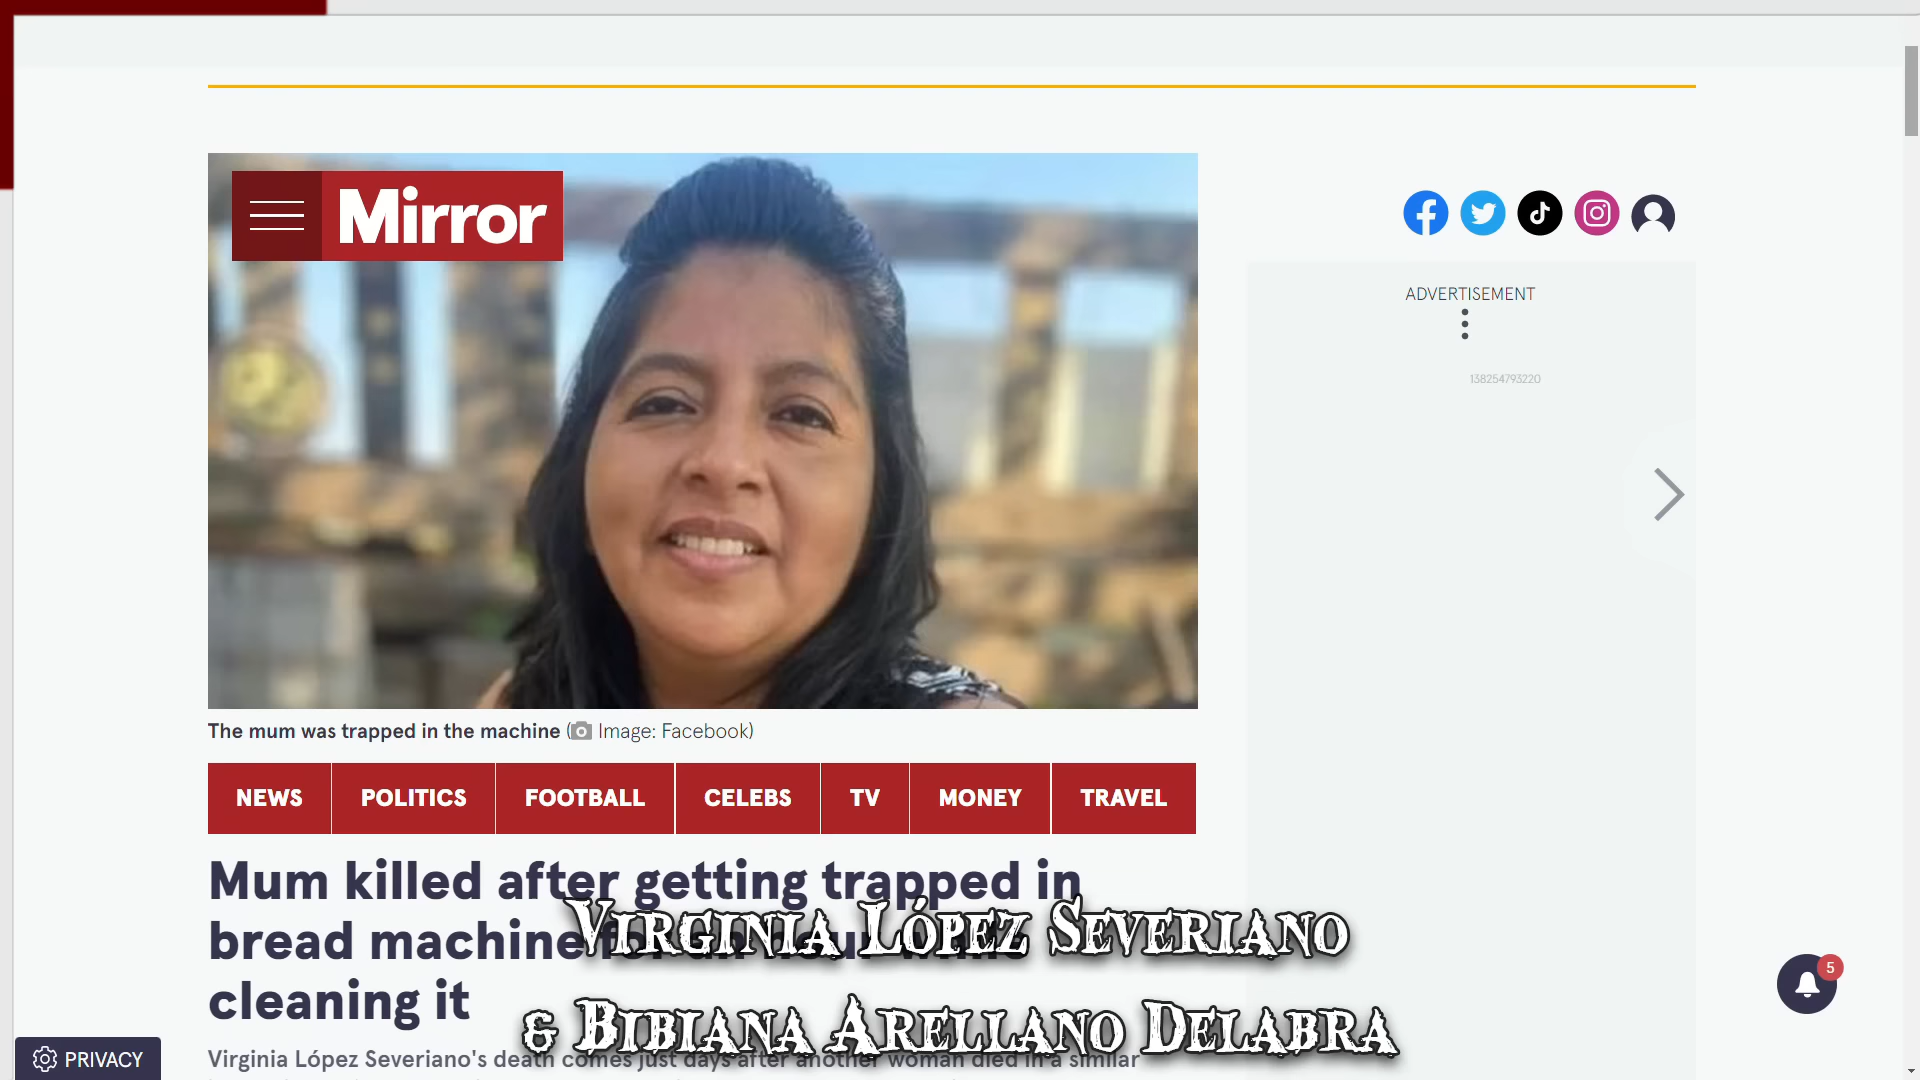 Mirror
ADVERTISEMENT
138254793220
The mum was trapped in the machine (Image: Facebook)
NEWS POLITICS FOOTBALL CELEBS TV MONEY TRAVEL
Mum killed after getting trapped in
bread machine
cleaning it
Virginia López Severiano
& Bibiana Arellano Delabra
Virginia López Severiano's death comes just days after another woman died in a similar
5
PRIVACY